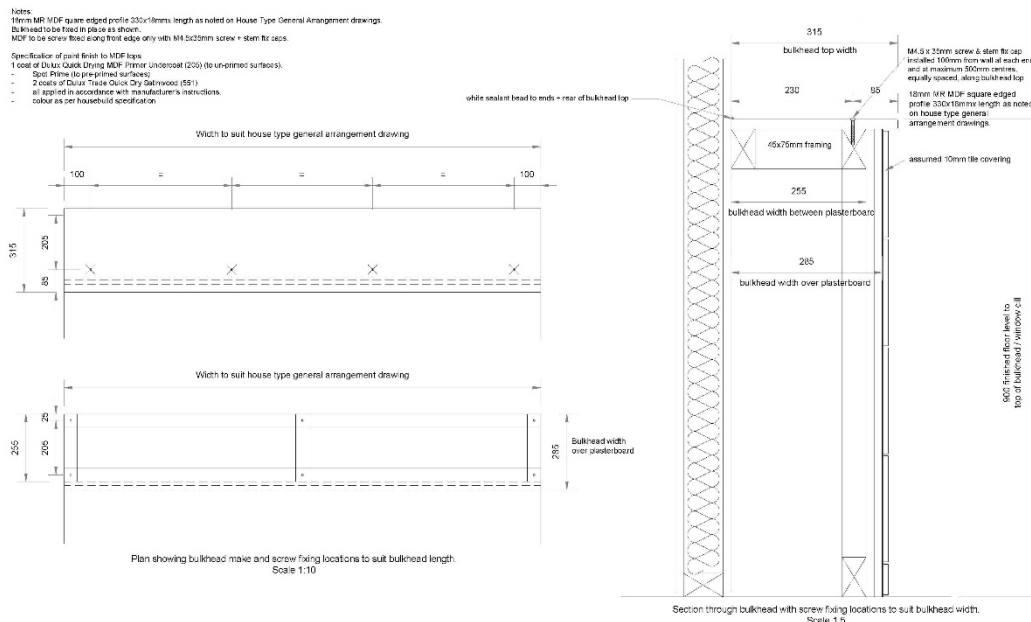 Notes:
18mm MR MDF quare edged profile 330x18mmx length as noted on House Type General Arrangement drawings.
Bulkhead to be fixed in place as shown.
MDF to be screw fixed along front edge only with M4.5x35mm screw + stem fix caps.
Specification of paint finish to MDF tops
1 coat of Dulux Quick Drying MDF Primer Undercoat (205) (to un-primed surfaces).
- Spot Prime (to pre-primed surfaces)
- 2 coats of Dulux Trade Quick Dry Satinwood (561)
- all applied in accordance with manufacturer's instructions.
- colour as per housebuild specification
Width to suit house type general arrangement drawing
100
=
=
=
100
315
205
85
Width to suit house type general arrangement drawing
255
25
205
285
Bulkhead width
over plasterboard
Plan showing bulkhead make and screw fixing locations to suit bulkhead length.
Scale 1:10
315
bulkhead top width
M4.5 x 35mm screw & stem fix cap
installed 100mm from wall at each end
and at maximum 500mm centres,
equally spaced, along bulkhead top
while sealant bead to ends + rear of bulkhead top
230
85
18mm MR MDF square edged
profile 330x18mmx length as noted
on house type general
arrangement drawings.
45x75mm framing
assumed 10mm tile covering
255
bulkhead width between plasterboard
285
bulkhead width over plasterboard
900 finished floor level to
top of bulkhead / window cill
Section through bulkhead with screw fixing locations to suit bulkhead width.
Scale 1:5